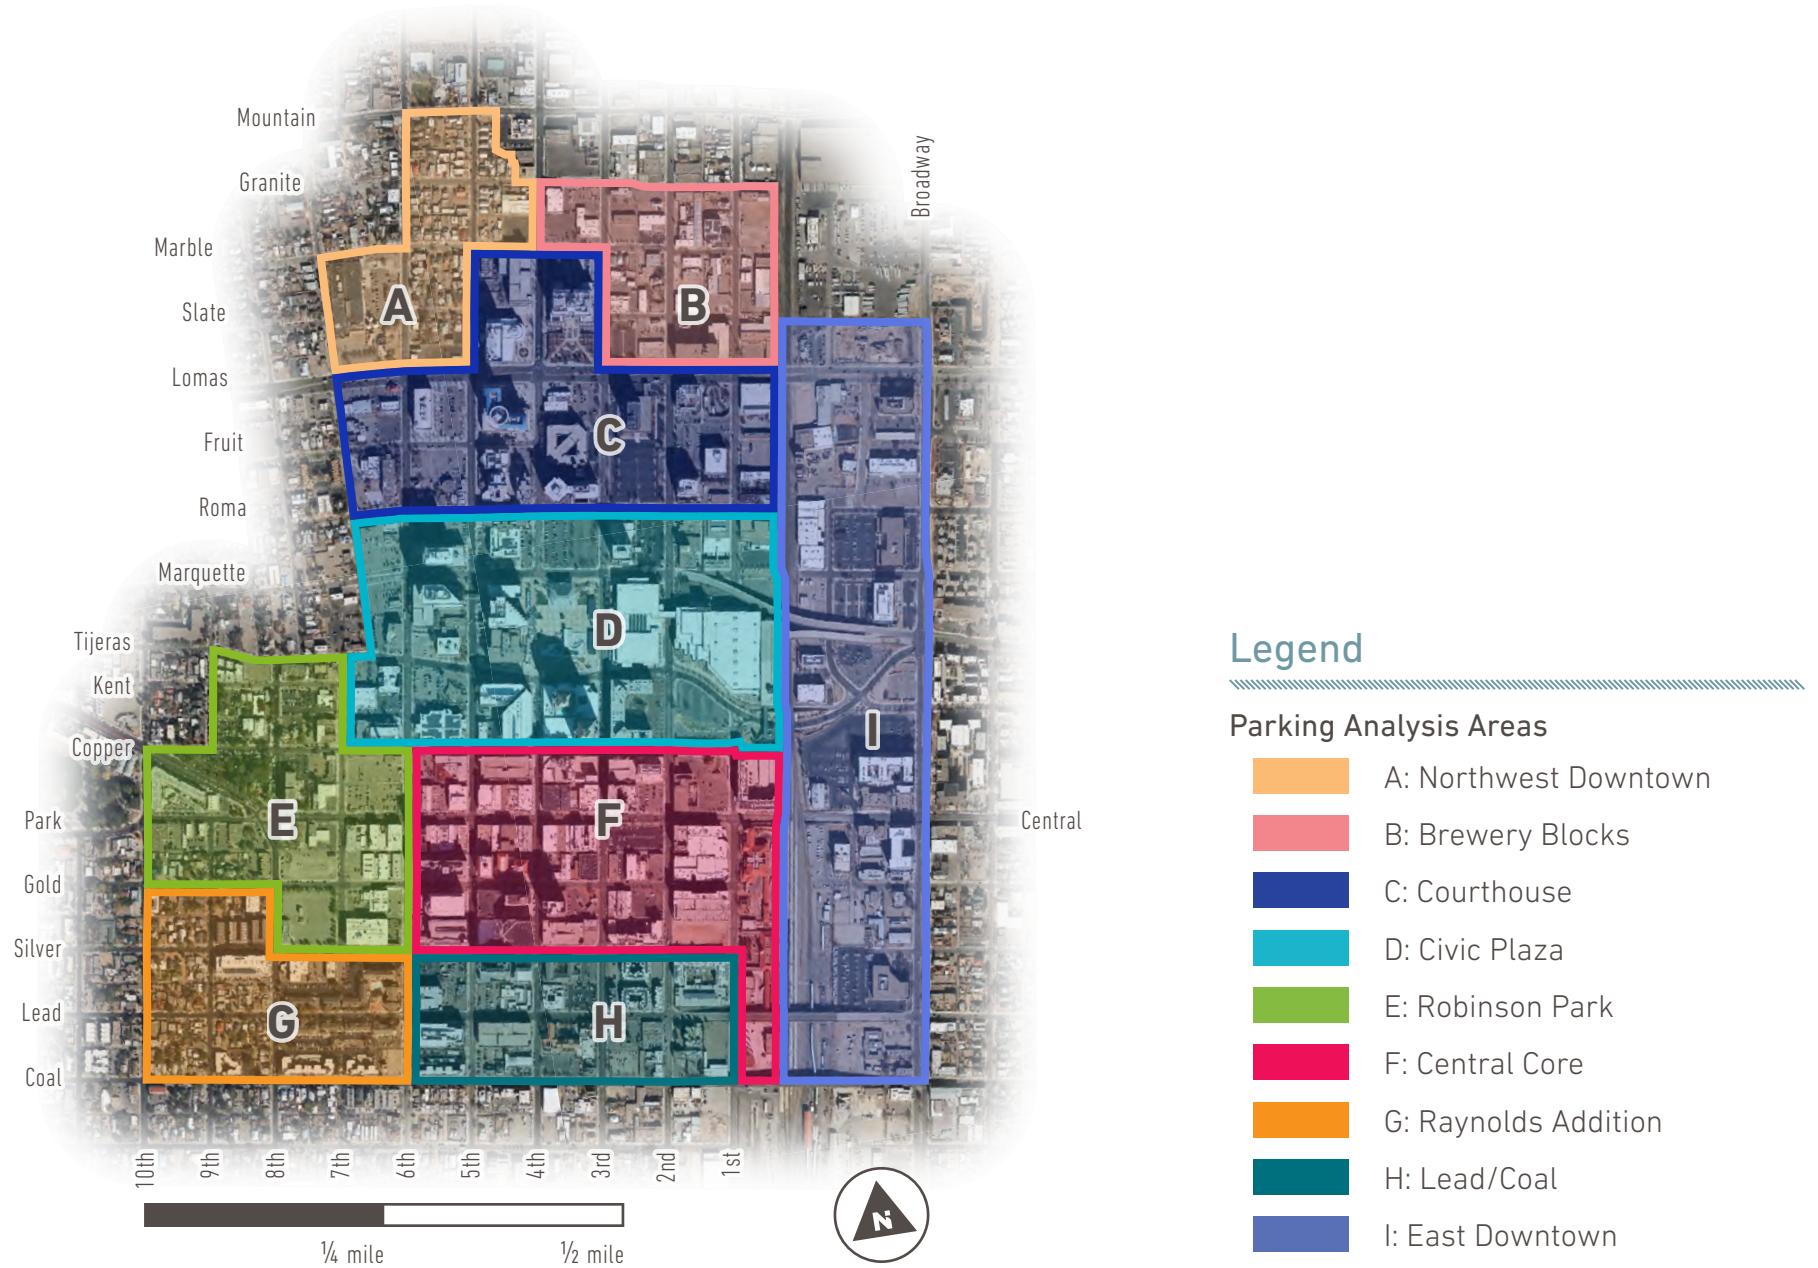 Mountain
Granite
Broadway
Marble
Slate
A
B
Lomas
Fruit
C
Roma
Marquette
Tijeras
D
Kent
Copper
I
Park
E
F
Central
Gold
Silver
Lead
G
H
Coal
10th
9th
8th
7th
6th
5th
4th
3rd
2nd
1st
N
¼ mile
½ mile
Legend
Parking Analysis Areas
A: Northwest Downtown
B: Brewery Blocks
C: Courthouse
D: Civic Plaza
E: Robinson Park
F: Central Core
G: Raynolds Addition
H: Lead/Coal
I: East Downtown